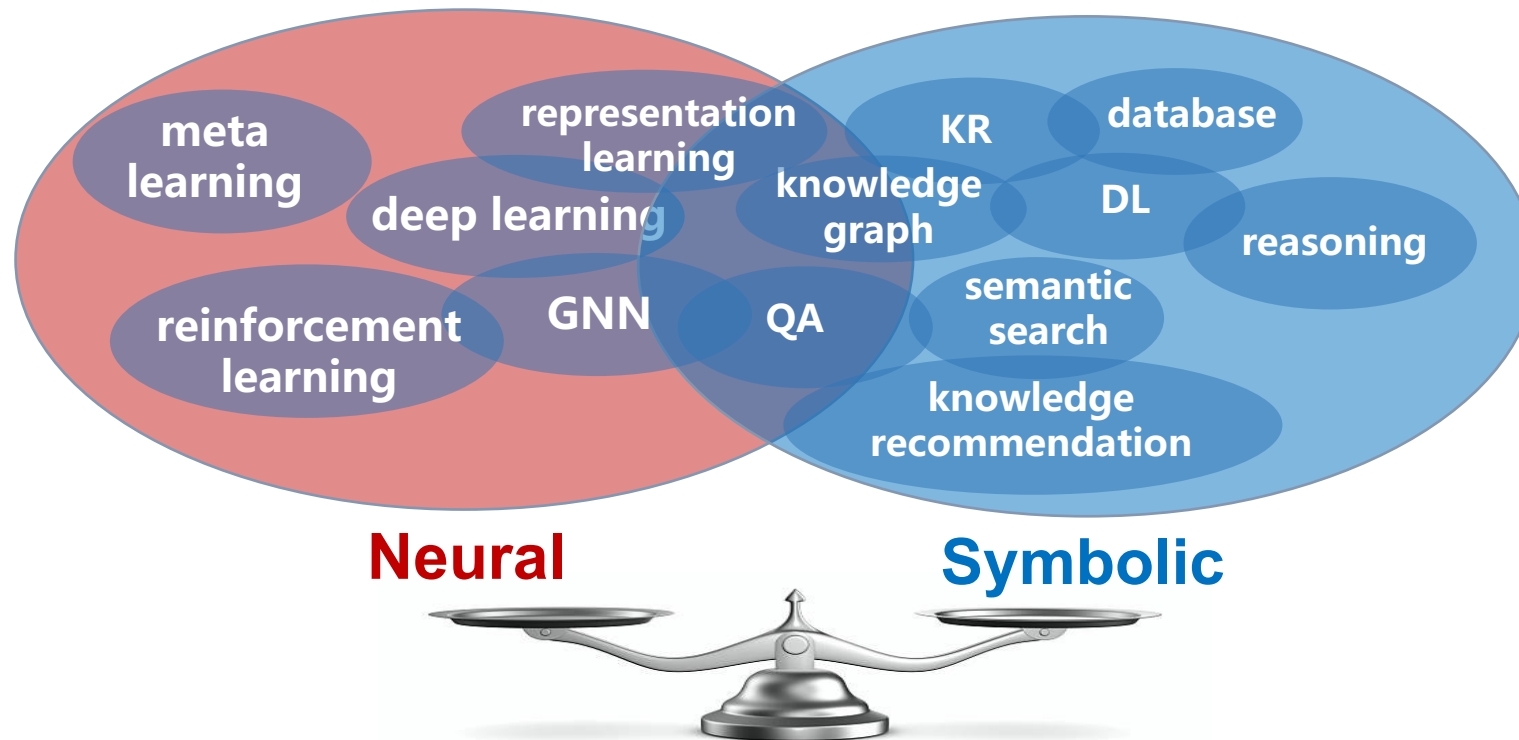 meta
learning
representation
learning
deep learning
reinforcement
learning
GNN
QA
KR
database
knowledge
graph
DL
reasoning
semantic
search
knowledge
recommendation
Neural
Symbolic